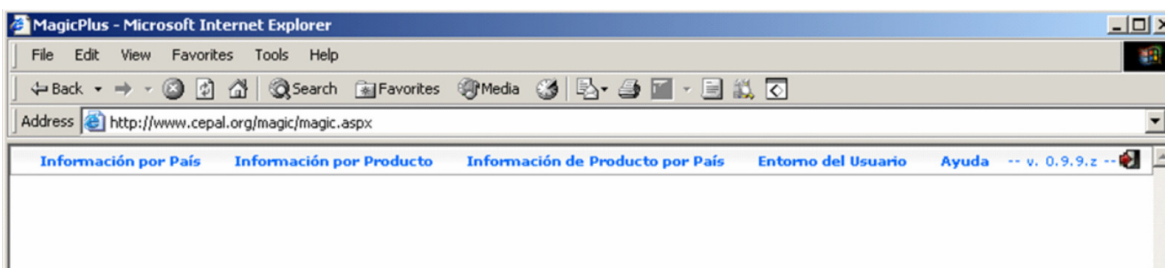 MagicPlus - Microsoft Internet Explorer
File Edit View Favorites Tools Help
Back Search Favorites Media
Address http://www.cepal.org/magic/magic.aspx
Información por País Información por Producto Información de Producto por País Entorno del Usuario Ayuda -- v. 0.9.9.z --